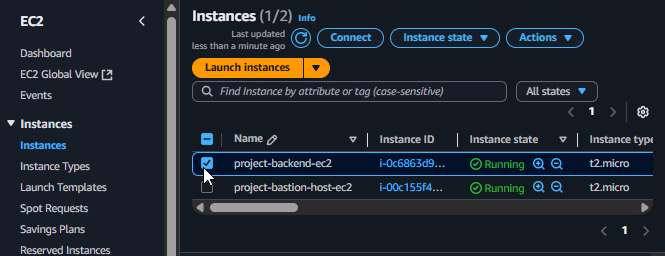 EC2
Dashboard
EC2 Global View
Events
Instances
Instances
Instance Types
Launch Templates
Spot Requests
Savings Plans
Reserved Instances
Instances (1/2) Info
Last updated
less than a minute ago
Connect
Instance state
Actions
Launch instances
Find Instance by attribute or tag (case-sensitive)
All states
1
Name Instance ID Instance state Instance type
project-backend-ec2 i-0c6863d9... Running t2.micro
project-bastion-host-ec2 i-00c155f4... Running t2.micro
1